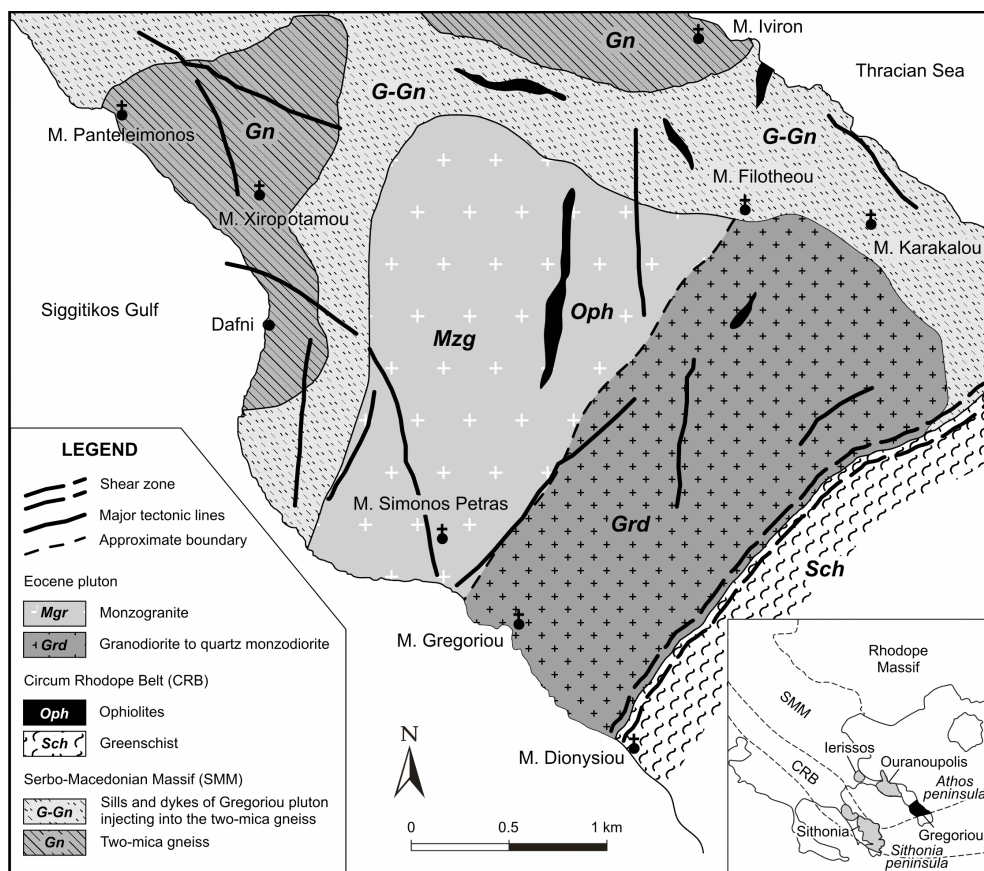 Gn
M. Iviron
Thracian Sea
G-Gn
M. Panteleimonos
Gn
G-Gn
M. Filotheou
M. Xiropotamou
M. Karakalou
Siggitikos Gulf
Dafni
Mzg
Oph
M. Simonos Petras
Grd
Sch
M. Gregoriou
M. Dionysiou
LEGEND
Shear zone
Major tectonic lines
Approximate boundary
Eocene pluton
Mgr Monzogranite
Grd Granodiorite to quartz monzodiorite
Circum Rhodope Belt (CRB)
Oph Ophiolites
Sch Greenschist
Serbo-Macedonian Massif (SMM)
G-Gn Sills and dykes of Gregoriou pluton
injecting into the two-mica gneiss
Gn Two-mica gneiss
N
0 0.5 1 km
Rhodope
Massif
SMM
Ierissos
Ouranoupolis
CRB
Athos
peninsula
Sithonia
Gregoriou
Sithonia
peninsula